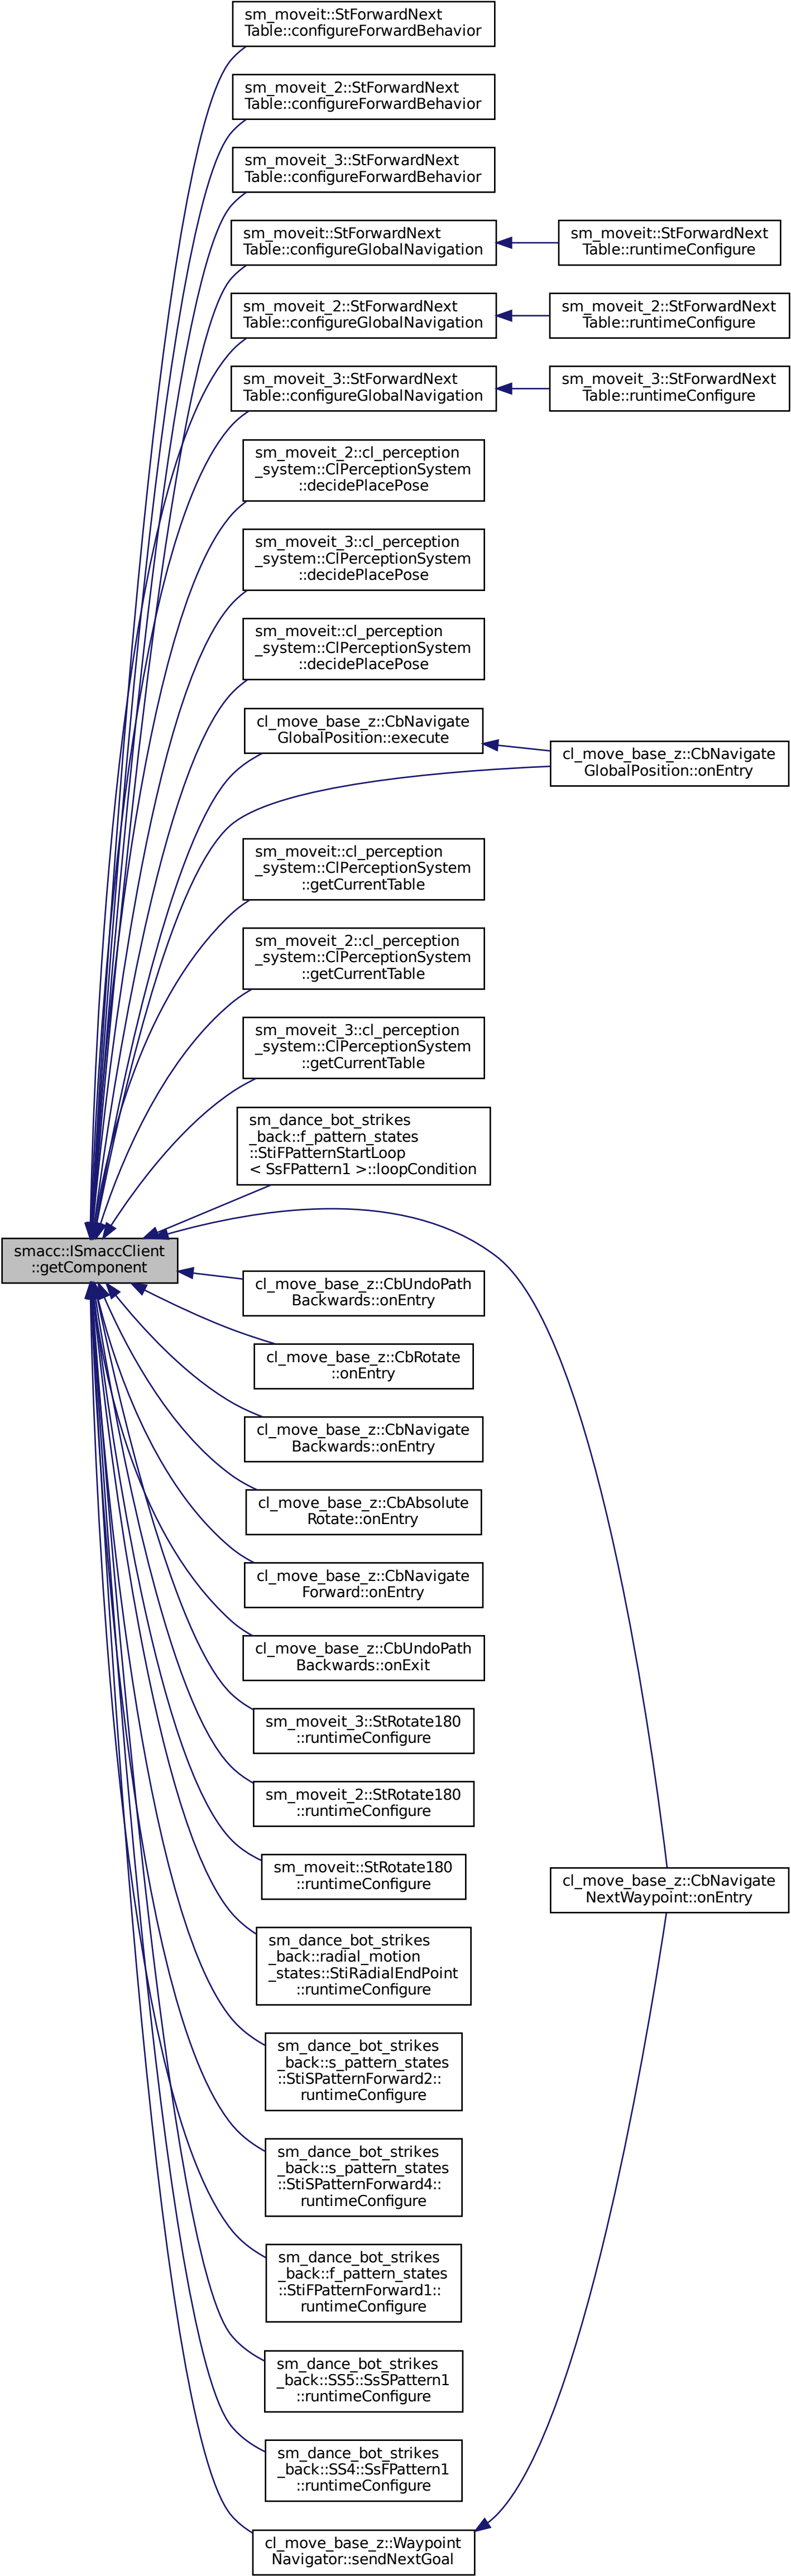 sm_moveit::StForwardNext
Table::configureForwardBehavior
sm_moveit_2::StForwardNext
Table::configureForwardBehavior
sm_moveit_3::StForwardNext
Table::configureForwardBehavior
sm_moveit::StForwardNext
Table::configureGlobalNavigation
sm_moveit::StForwardNext
Table::runtimeConfigure
sm_moveit_2::StForwardNext
Table::configureGlobalNavigation
sm_moveit_2::StForwardNext
Table::runtimeConfigure
sm_moveit_3::StForwardNext
Table::configureGlobalNavigation
sm_moveit_3::StForwardNext
Table::runtimeConfigure
sm_moveit_2::cl_perception
_system::ClPerceptionSystem
::decidePlacePose
sm_moveit_3::cl_perception
_system::ClPerceptionSystem
::decidePlacePose
sm_moveit::cl_perception
_system::ClPerceptionSystem
::decidePlacePose
cl_move_base_z::CbNavigate
GlobalPosition::execute
cl_move_base_z::CbNavigate
GlobalPosition::onEntry
sm_moveit::cl_perception
_system::ClPerceptionSystem
::getCurrentTable
sm_moveit_2::cl_perception
_system::ClPerceptionSystem
::getCurrentTable
sm_moveit_3::cl_perception
_system::ClPerceptionSystem
::getCurrentTable
sm_dance_bot_strikes
_back::f_pattern_states
::StiFPatternStartLoop
< SsFPattern1 >::loopCondition
smacc::ISmaccClient
::getComponent
cl_move_base_z::CbUndoPath
Backwards::onEntry
cl_move_base_z::CbRotate
::onEntry
cl_move_base_z::CbNavigate
Backwards::onEntry
cl_move_base_z::CbAbsolute
Rotate::onEntry
cl_move_base_z::CbNavigate
Forward::onEntry
cl_move_base_z::CbUndoPath
Backwards::onExit
sm_moveit_3::StRotate180
::runtimeConfigure
sm_moveit_2::StRotate180
::runtimeConfigure
sm_moveit::StRotate180
::runtimeConfigure
cl_move_base_z::CbNavigate
NextWaypoint::onEntry
sm_dance_bot_strikes
_back::radial_motion
_states::StiRadialEndPoint
::runtimeConfigure
sm_dance_bot_strikes
_back::s_pattern_states
::StiSPatternForward2::
runtimeConfigure
sm_dance_bot_strikes
_back::s_pattern_states
::StiSPatternForward4::
runtimeConfigure
sm_dance_bot_strikes
_back::f_pattern_states
::StiFPatternForward1::
runtimeConfigure
sm_dance_bot_strikes
_back::SS5::SsSPattern1
::runtimeConfigure
sm_dance_bot_strikes
_back::SS4::SsFPattern1
::runtimeConfigure
cl_move_base_z::Waypoint
Navigator::sendNextGoal